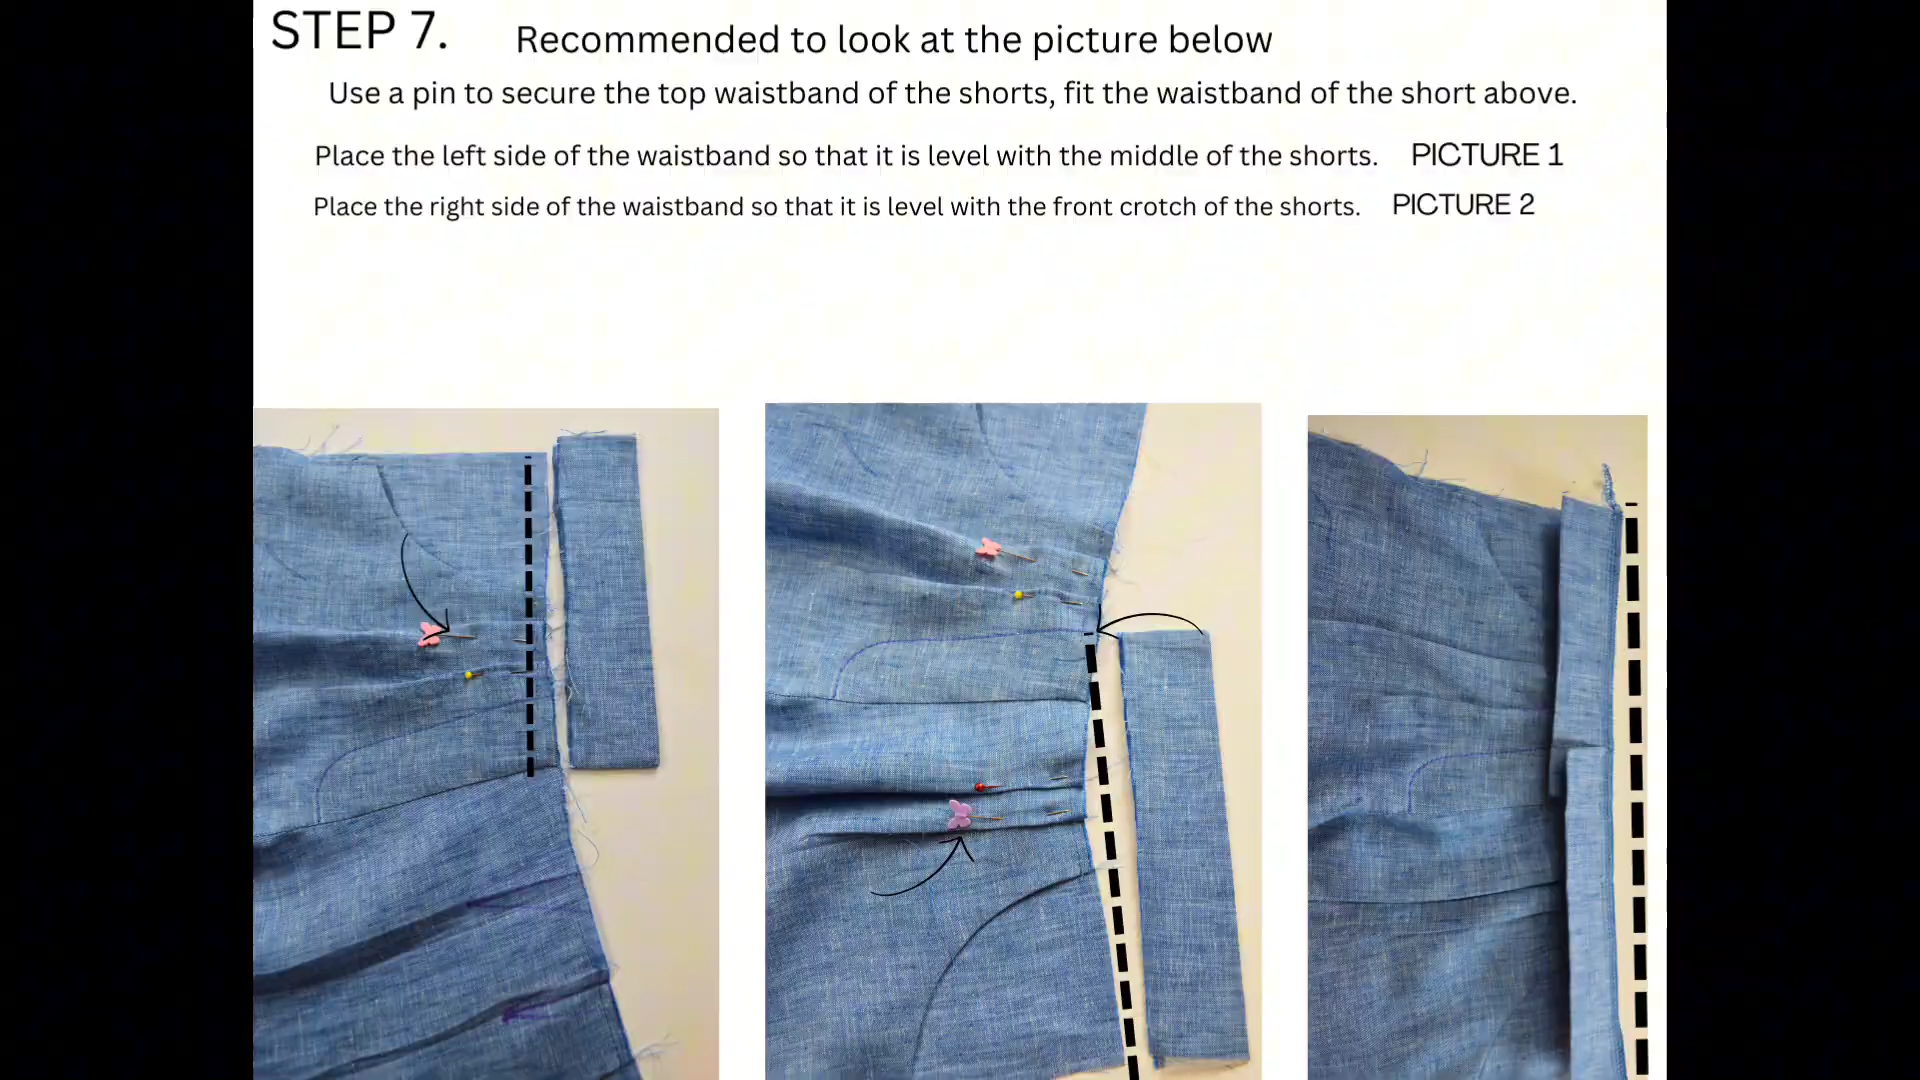 STEP 7.
Recommended to look at the picture below
Use a pin to secure the top waistband of the shorts, fit the waistband of the short above.
Place the left side of the waistband so that it is level with the middle of the shorts. PICTURE 1
Place the right side of the waistband so that it is level with the front crotch of the shorts. PICTURE 2